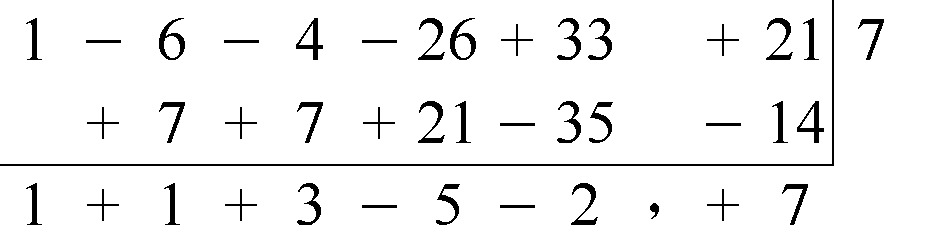 1 − 6 − 4 − 26 + 33 + 21 7
+ 7 + 7 + 21 − 35 − 14
1 + 1 + 3 − 5 − 2 , + 7